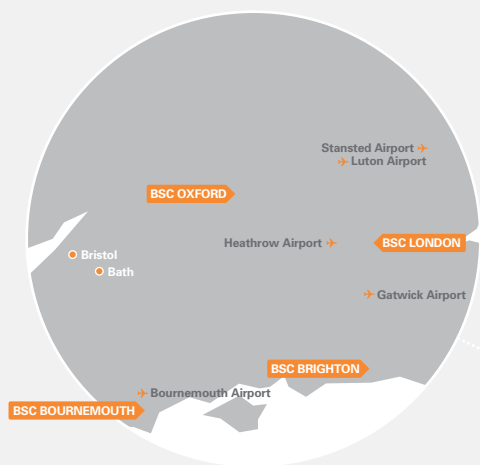 Stansted Airport
Luton Airport
BSC OXFORD
Heathrow Airport
BSC LONDON
Bristol
Bath
Gatwick Airport
BSC BRIGHTON
Bournemouth Airport
BSC BOURNEMOUTH